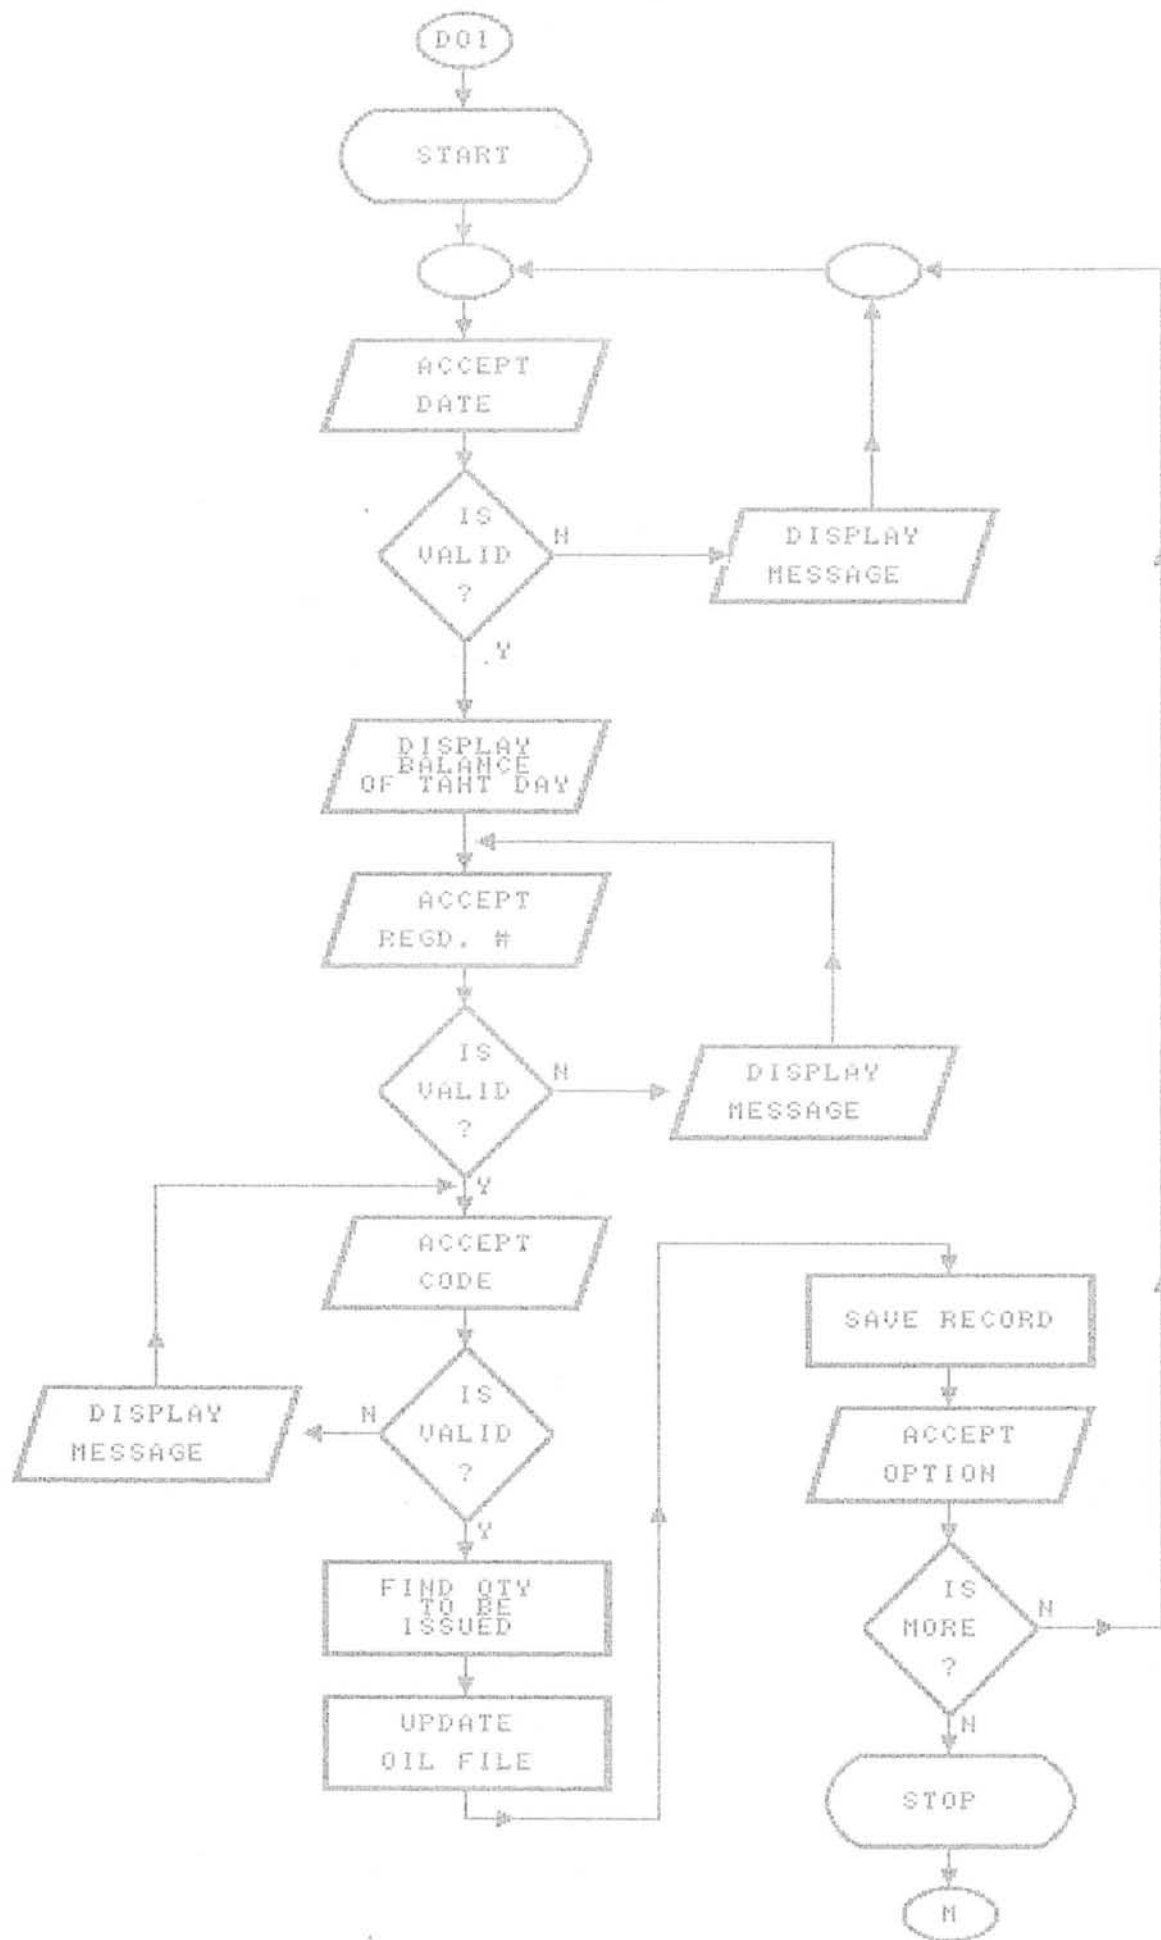 DO1
START
ACCEPT
DATE
IS
VALID
?
N
DISPLAY
MESSAGE
Y
DISPLAY
BALANCE
OF TAHT DAY
ACCEPT
REGD. #
IS
VALID
?
N
DISPLAY
MESSAGE
Y
ACCEPT
CODE
IS
VALID
?
N
DISPLAY
MESSAGE
Y
FIND QTY
TO BE
ISSUED
UPDATE
OIL FILE
SAVE RECORD
ACCEPT
OPTION
IS
MORE
?
N
N
STOP
M